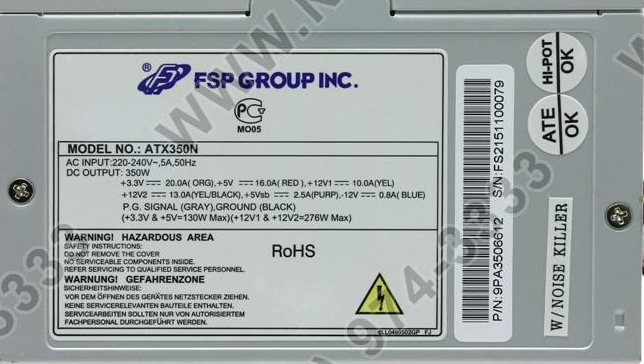 FSP GROUP INC.
MO05
MODEL NO.: ATX350N
AC INPUT:220-240V~,5A,50Hz
DC OUTPUT: 350W
+3.3V ⎓ 20.0A( ORG),+5V ⎓ 16.0A( RED ),+12V1 ⎓ 10.0A(YEL)
+12V2 ⎓ 13.0A(YEL/BLACK),+5Vsb ⎓ 2.5A(PURP),-12V ⎓ 0.8A( BLUE)
P.G. SIGNAL (GRAY),GROUND (BLACK)
(+3.3V & +5V=130W Max)(+12V1 & +12V2=276W Max)
WARNING! HAZARDOUS AREA
SAFETY INSTRUCTIONS:
DO NOT REMOVE THE COVER
NO SERVICEABLE COMPONENTS INSIDE.
REFER SERVICING TO QUALIFIED SERVICE PERSONNEL.
WARNUNG! GEFAHRENZONE
SICHERHEITSHINWEISE:
VOR DEM ÖFFNEN DES GERÄTES NETZSTECKER ZIEHEN.
KEINE SERVICERELEVANTEN BAUTEILE ENTHALTEN.
SERVICEARBEITEN SOLLTEN NUR VON AUTORISIERTEM
FACHPERSONAL DURCHGEFÜHRT WERDEN.
RoHS
P/N:9PA3506612 S/N:FS2151100079
HI-POT
OK
ATE
OK
W/NOISE KILLER